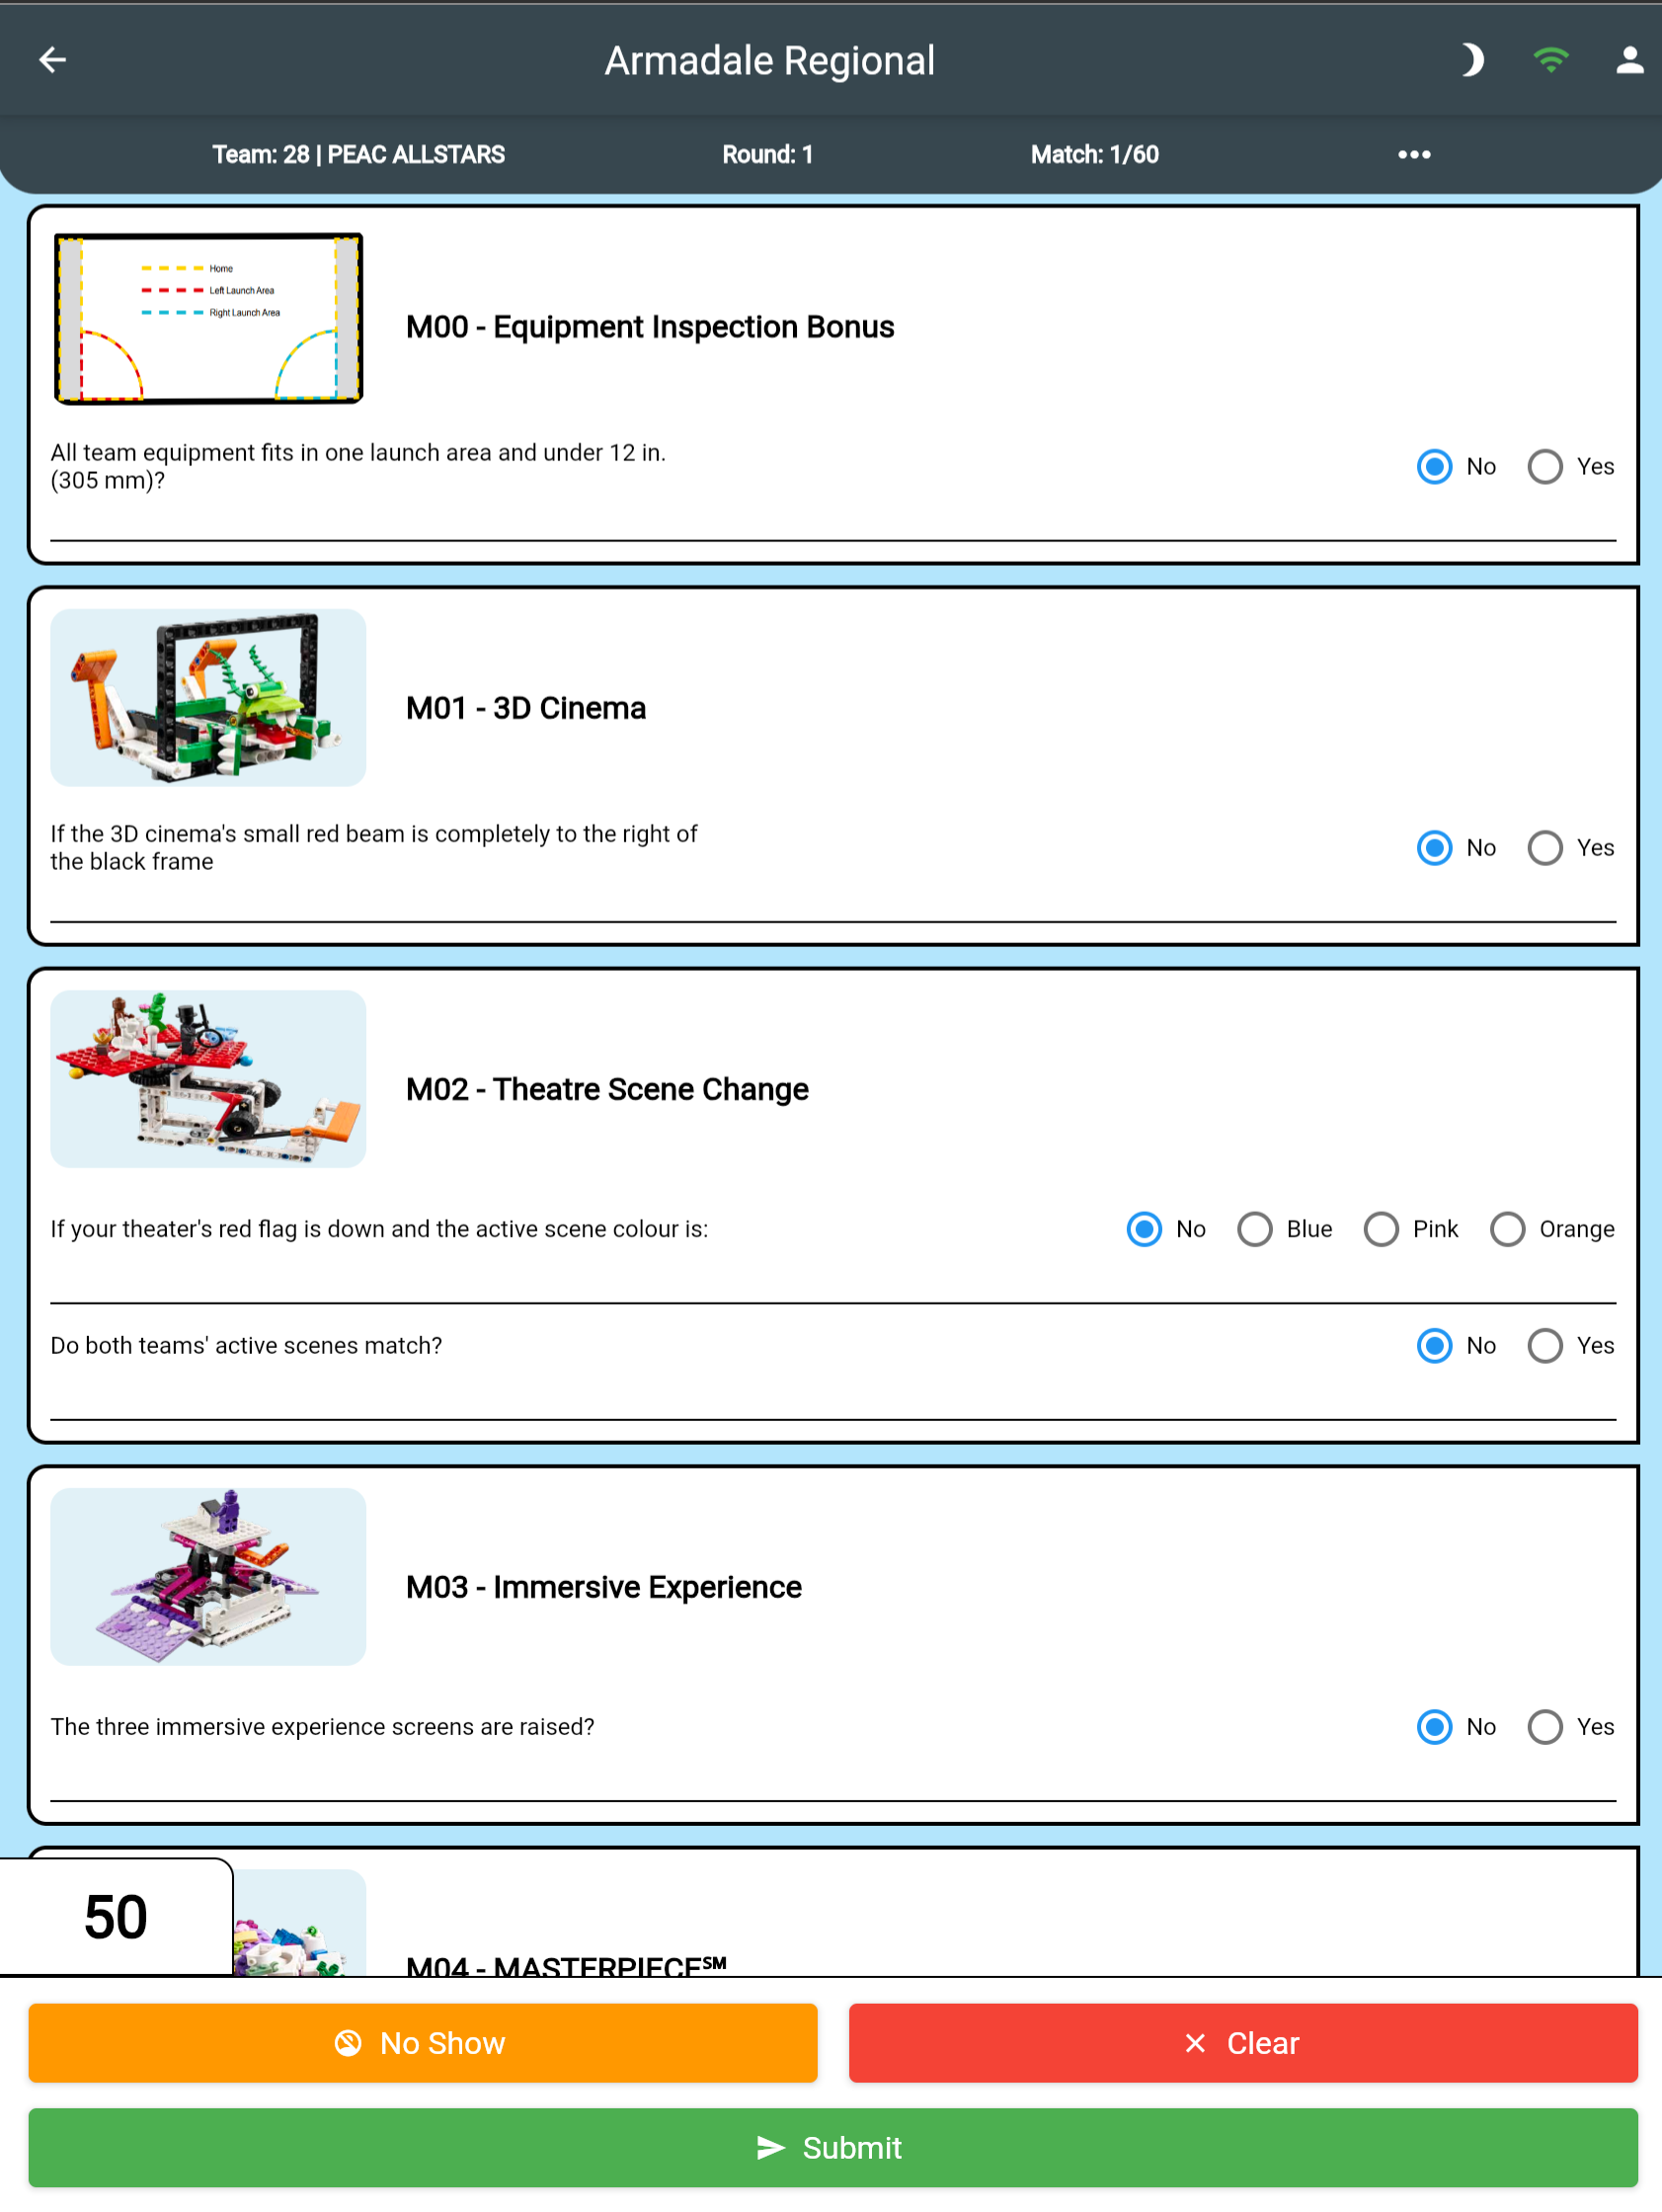 Armadale Regional
Team: 28 | PEAC ALLSTARS Round: 1 Match: 1/60
Home
Left Launch Area
Right Launch Area
M00 - Equipment Inspection Bonus
All team equipment fits in one launch area and under 12 in.
(305 mm)?
No Yes
M01 - 3D Cinema
If the 3D cinema's small red beam is completely to the right of
the black frame
No Yes
M02 - Theatre Scene Change
If your theater's red flag is down and the active scene colour is:
No Blue Pink Orange
Do both teams' active scenes match?
No Yes
M03 - Immersive Experience
The three immersive experience screens are raised?
No Yes
50
M04 - MASTERPIECE℠
No Show
Clear
Submit